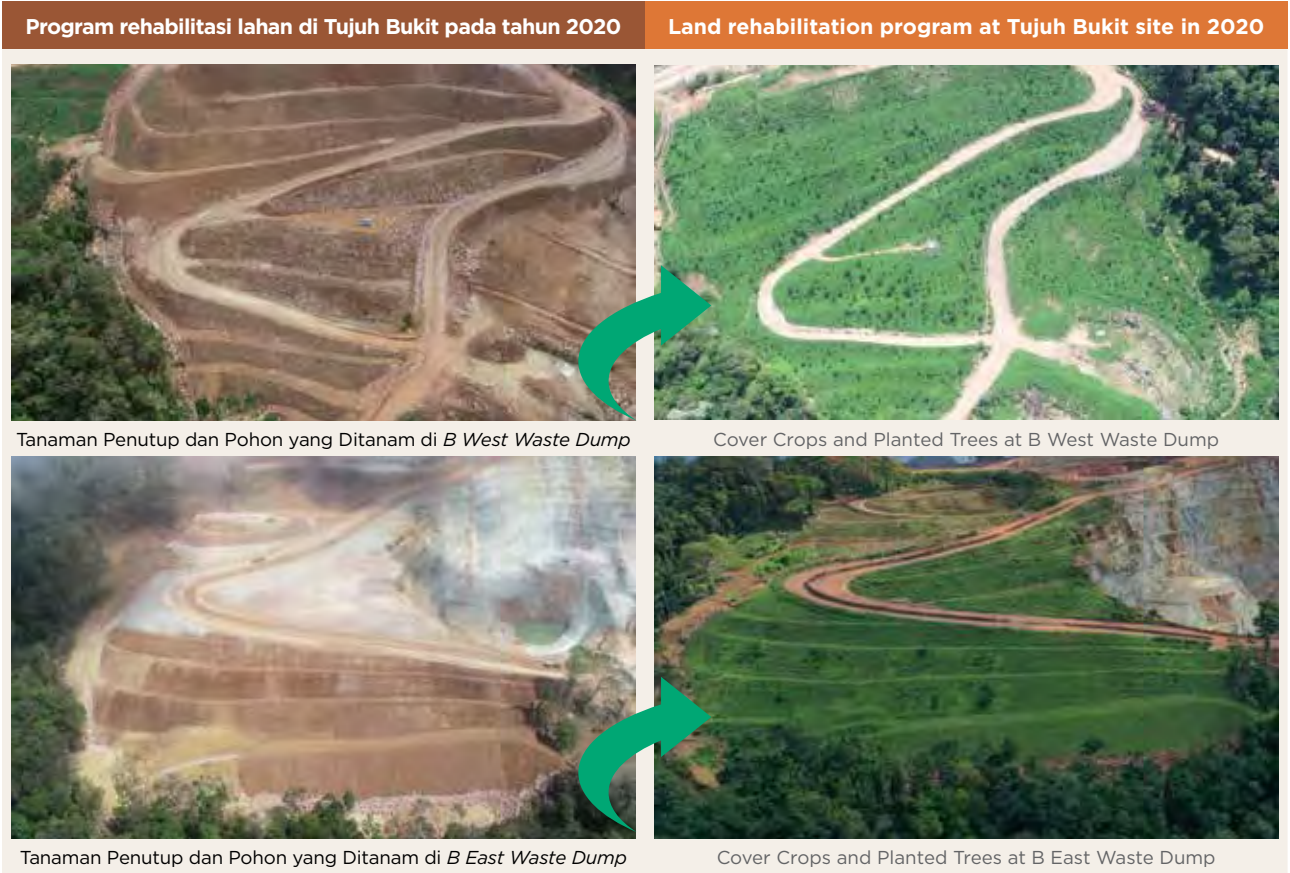 Program rehabilitasi lahan di Tujuh Bukit pada tahun 2020
Land rehabilitation program at Tujuh Bukit site in 2020
Tanaman Penutup dan Pohon yang Ditanam di B West Waste Dump
Cover Crops and Planted Trees at B West Waste Dump
Tanaman Penutup dan Pohon yang Ditanam di B East Waste Dump
Cover Crops and Planted Trees at B East Waste Dump